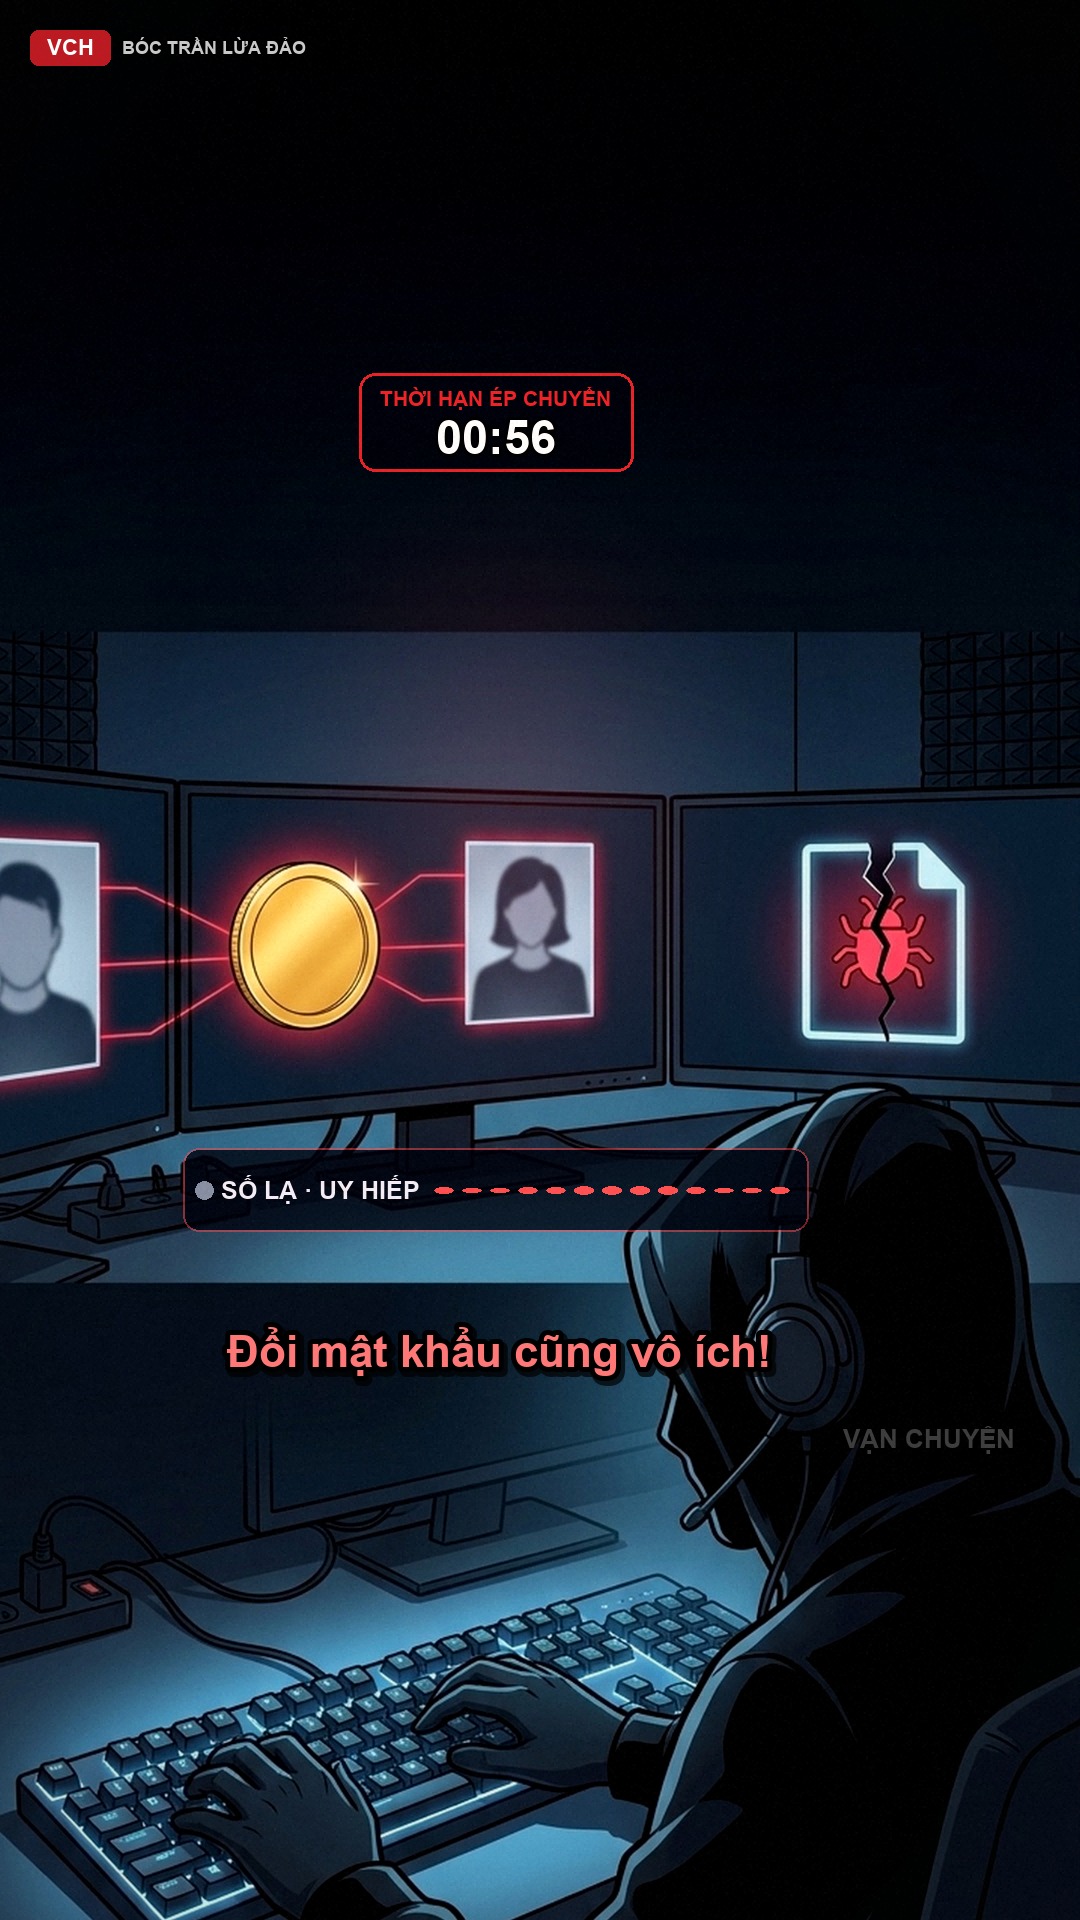 VCH BÓC TRẦN LỪA ĐẢO
THỜI HẠN ÉP CHUYỂN
00:56
SỐ LẠ · UY HIẾP
Đổi mật khẩu cũng vô ích!
VẠN CHUYỆN